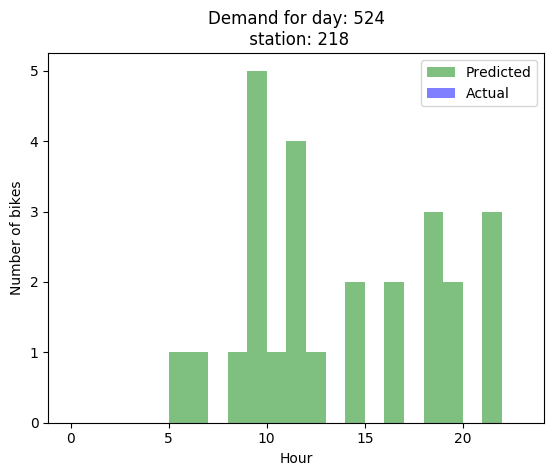 Demand for day: 524
station: 218
Predicted
Actual
Number of bikes
5
4
3
2
1
0
0
5
10
15
20
Hour